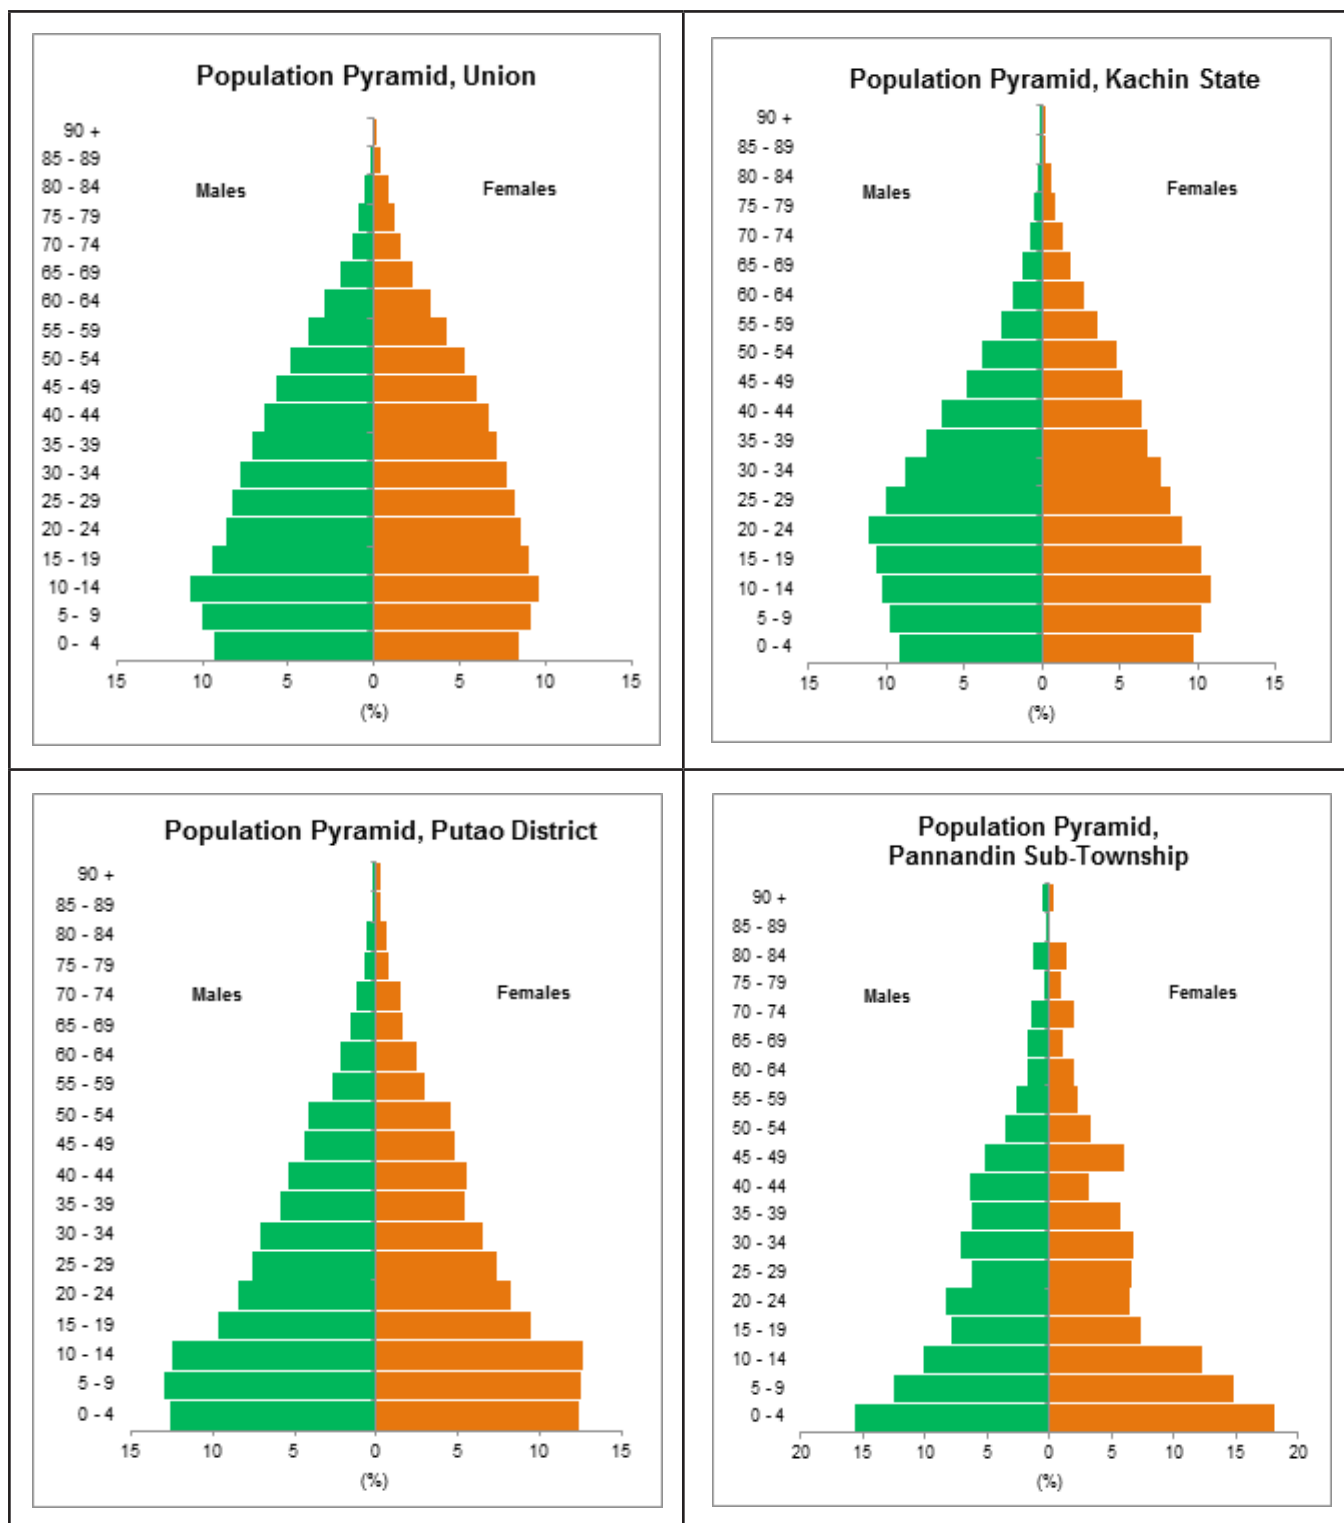 Population Pyramid, Union
90 +
85 - 89
80 - 84
75 - 79
70 - 74
65 - 69
60 - 64
55 - 59
50 - 54
45 - 49
40 - 44
35 - 39
30 - 34
25 - 29
20 - 24
15 - 19
10 -14
5 - 9
0 - 4
Males
Females
15 10 5 0 5 10 15
(%)
Population Pyramid, Kachin State
90 +
85 - 89
80 - 84
75 - 79
70 - 74
65 - 69
60 - 64
55 - 59
50 - 54
45 - 49
40 - 44
35 - 39
30 - 34
25 - 29
20 - 24
15 - 19
10 - 14
5 - 9
0 - 4
Males
Females
15 10 5 0 5 10 15
(%)
Population Pyramid, Putao District
90 +
85 - 89
80 - 84
75 - 79
70 - 74
65 - 69
60 - 64
55 - 59
50 - 54
45 - 49
40 - 44
35 - 39
30 - 34
25 - 29
20 - 24
15 - 19
10 - 14
5 - 9
0 - 4
Males
Females
15 10 5 0 5 10 15
(%)
Population Pyramid,
Pannandin Sub-Township
90 +
85 - 89
80 - 84
75 - 79
70 - 74
65 - 69
60 - 64
55 - 59
50 - 54
45 - 49
40 - 44
35 - 39
30 - 34
25 - 29
20 - 24
15 - 19
10 - 14
5 - 9
0 - 4
Males
Females
20 15 10 5 0 5 10 15 20
(%)